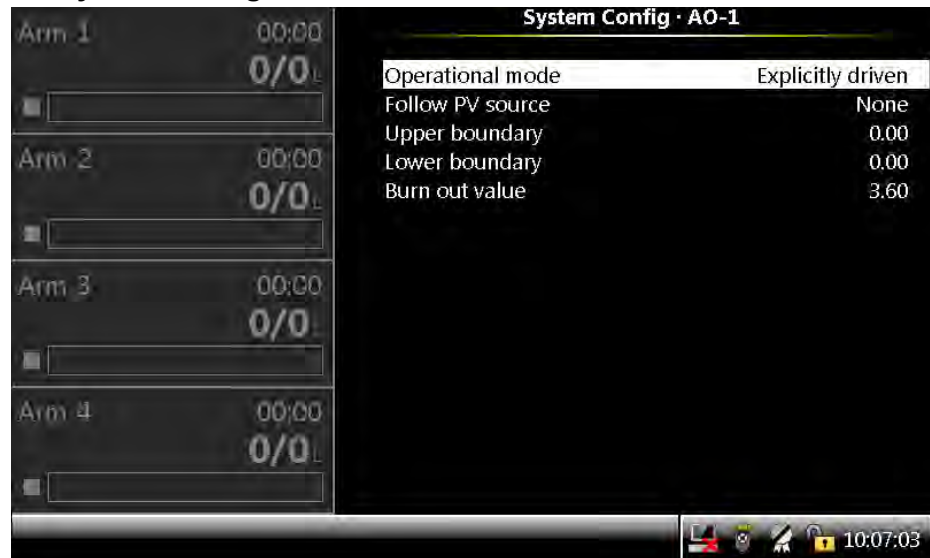 Arm 1 00:00
0/0 L
Arm 2 00:00
0/0 L
Arm 3 00:00
0/0 L
Arm 4 00:00
0/0 L
System Config · AO-1
Operational mode Explicitly driven
Follow PV source None
Upper boundary 0.00
Lower boundary 0.00
Burn out value 3.60
10:07:03